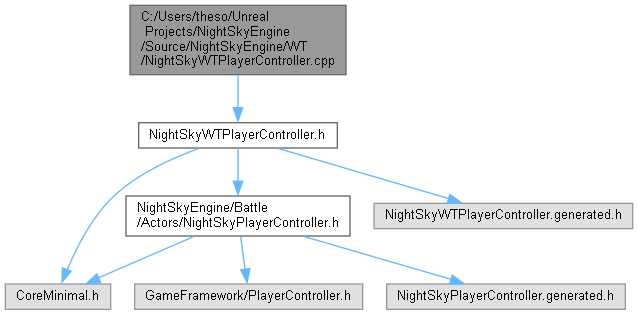 C:/Users/theso/Unreal
Projects/NightSkyEngine
/Source/NightSkyEngine/WT
/NightSkyWTPlayerController.cpp
NightSkyWTPlayerController.h
NightSkyEngine/Battle
/Actors/NightSkyPlayerController.h
NightSkyWTPlayerController.generated.h
CoreMinimal.h
GameFramework/PlayerController.h
NightSkyPlayerController.generated.h